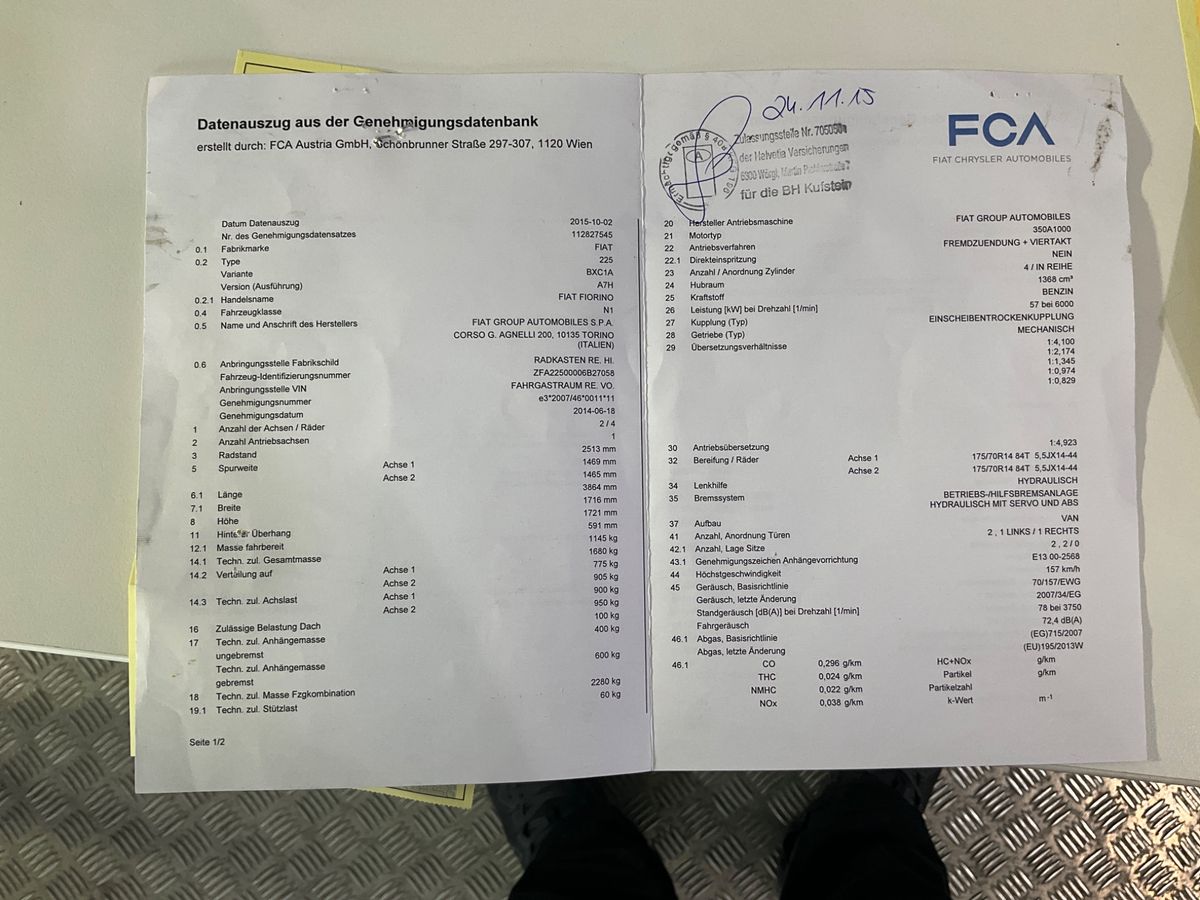 Datenauszug aus der Genehmigungsdatenbank
erstellt durch: FCA Austria GmbH, Schönbrunner Straße 297-307, 1120 Wien
Datum Datenauszug 2015-10-02
Nr. des Genehmigungsdatensatzes 112827545
0.1 Fabrikmarke FIAT
0.2 Type 225
Variante BXC1A
Version (Ausführung) A7H
0.2.1 Handelsname FIAT FIORINO
0.4 Fahrzeugklasse N1
0.5 Name und Anschrift des Herstellers FIAT GROUP AUTOMOBILES S.P.A.
CORSO G. AGNELLI 200, 10135 TORINO
(ITALIEN)
0.6 Anbringungsstelle Fabrikschild RADKASTEN RE. HI.
Fahrzeug-Identifizierungsnummer ZFA22500006B27058
Anbringungsstelle VIN FAHRGASTRAUM RE. VO.
Genehmigungsnummer e3*2007/46*0011*11
Genehmigungsdatum 2014-06-18
1 Anzahl der Achsen / Räder 2 / 4
2 Anzahl Antriebsachsen 1
3 Radstand 2513 mm
5 Spurweite Achse 1 1469 mm
Achse 2 1465 mm
6.1 Länge 3864 mm
7.1 Breite 1716 mm
8 Höhe 1721 mm
11 Hinterer Überhang 591 mm
12.1 Masse fahrbereit 1145 kg
14.1 Techn. zul. Gesamtmasse 1680 kg
14.2 Verteilung auf Achse 1 775 kg
Achse 2 905 kg
14.3 Techn. zul. Achslast Achse 1 900 kg
Achse 2 950 kg
16 Zulässige Belastung Dach 100 kg
17 Techn. zul. Anhängemasse 400 kg
ungebremst
Techn. zul. Anhängemasse 600 kg
gebremst
18 Techn. zul. Masse Fzgkombination 2280 kg
19.1 Techn. zul. Stützlast 60 kg
Seite 1/2
24.11.15
Ermächtigt gemäß § 40a
A
Zulassungsstelle Nr. 705050
der Helvetia Versicherungen
6300 Wörgl, Martin
für die BH Kufstein
FCA
FIAT CHRYSLER AUTOMOBILES
20 Hersteller Antriebsmaschine FIAT GROUP AUTOMOBILES
21 Motortyp 350A1000
22 Antriebsverfahren FREMDZUENDUNG + VIERTAKT
22.1 Direkteinspritzung NEIN
23 Anzahl / Anordnung Zylinder 4 / IN REIHE
24 Hubraum 1368 cm³
25 Kraftstoff BENZIN
26 Leistung [kW] bei Drehzahl [1/min] 57 bei 6000
27 Kupplung (Typ) EINSCHEIBENTROCKENKUPPLUNG
28 Getriebe (Typ) MECHANISCH
29 Übersetzungsverhältnisse 1:4,100
1:2,174
1:1,345
1:0,974
1:0,829
30 Antriebsübersetzung 1:4,923
32 Bereifung / Räder Achse 1 175/70R14 84T 5,5JX14-44
Achse 2 175/70R14 84T 5,5JX14-44
34 Lenkhilfe HYDRAULISCH
35 Bremssystem BETRIEBS-/HILFSBREMSANLAGE
HYDRAULISCH MIT SERVO UND ABS
37 Aufbau VAN
41 Anzahl, Anordnung Türen 2 , 1 LINKS / 1 RECHTS
42.1 Anzahl, Lage Sitze 2 , 2 / 0
43.1 Genehmigungszeichen Anhängevorrichtung E13 00-2568
44 Höchstgeschwindigkeit 157 km/h
45 Geräusch, Basisrichtlinie 70/157/EWG
Geräusch, letzte Änderung 2007/34/EG
Standgeräusch [dB(A)] bei Drehzahl [1/min] 78 bei 3750
Fahrgeräusch 72,4 dB(A)
46.1 Abgas, Basisrichtlinie (EG)715/2007
Abgas, letzte Änderung (EU)195/2013W
46.1 CO 0,296 g/km HC+NOx g/km
THC 0,024 g/km Partikel g/km
NMHC 0,022 g/km Partikelzahl
NOx 0,038 g/km k-Wert m⁻¹